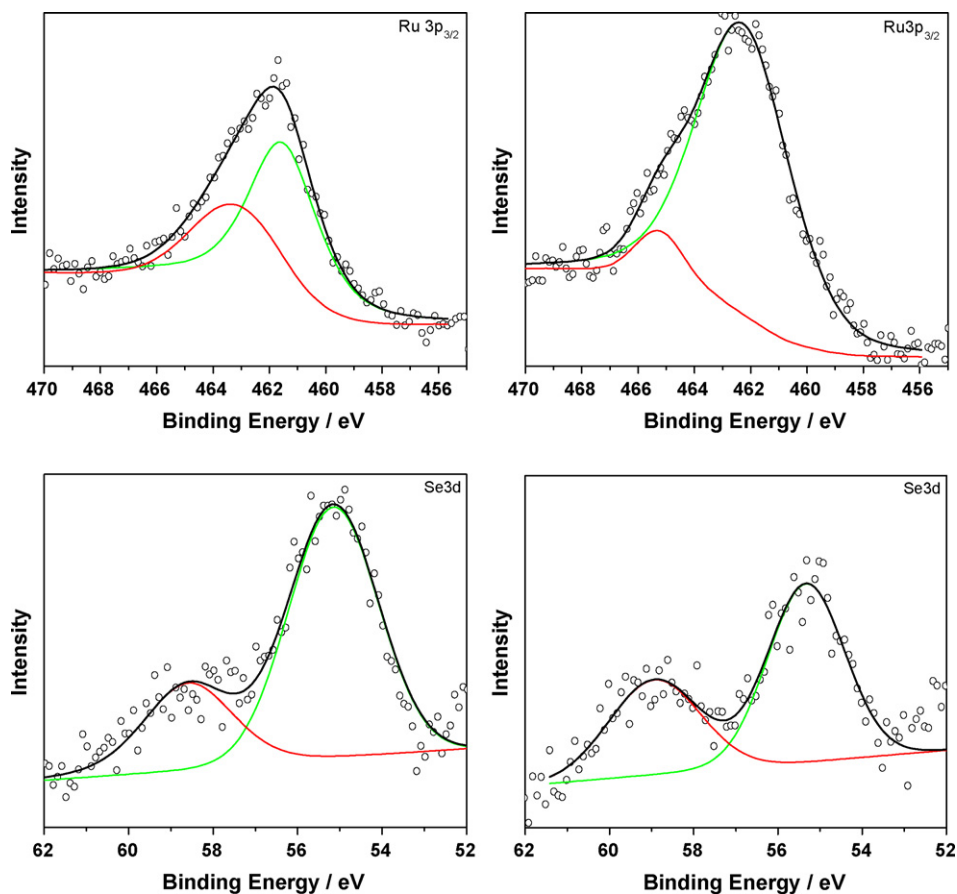 Ru 3p3/2
Intensity
470 468 466 464 462 460 458 456 455
Binding Energy / eV
Ru3p3/2
Intensity
470 468 466 464 462 460 458 456 455
Binding Energy / eV
Se3d
Intensity
62 60 58 56 54 52
Binding Energy / eV
Se3d
Intensity
62 60 58 56 54 52
Binding Energy / eV